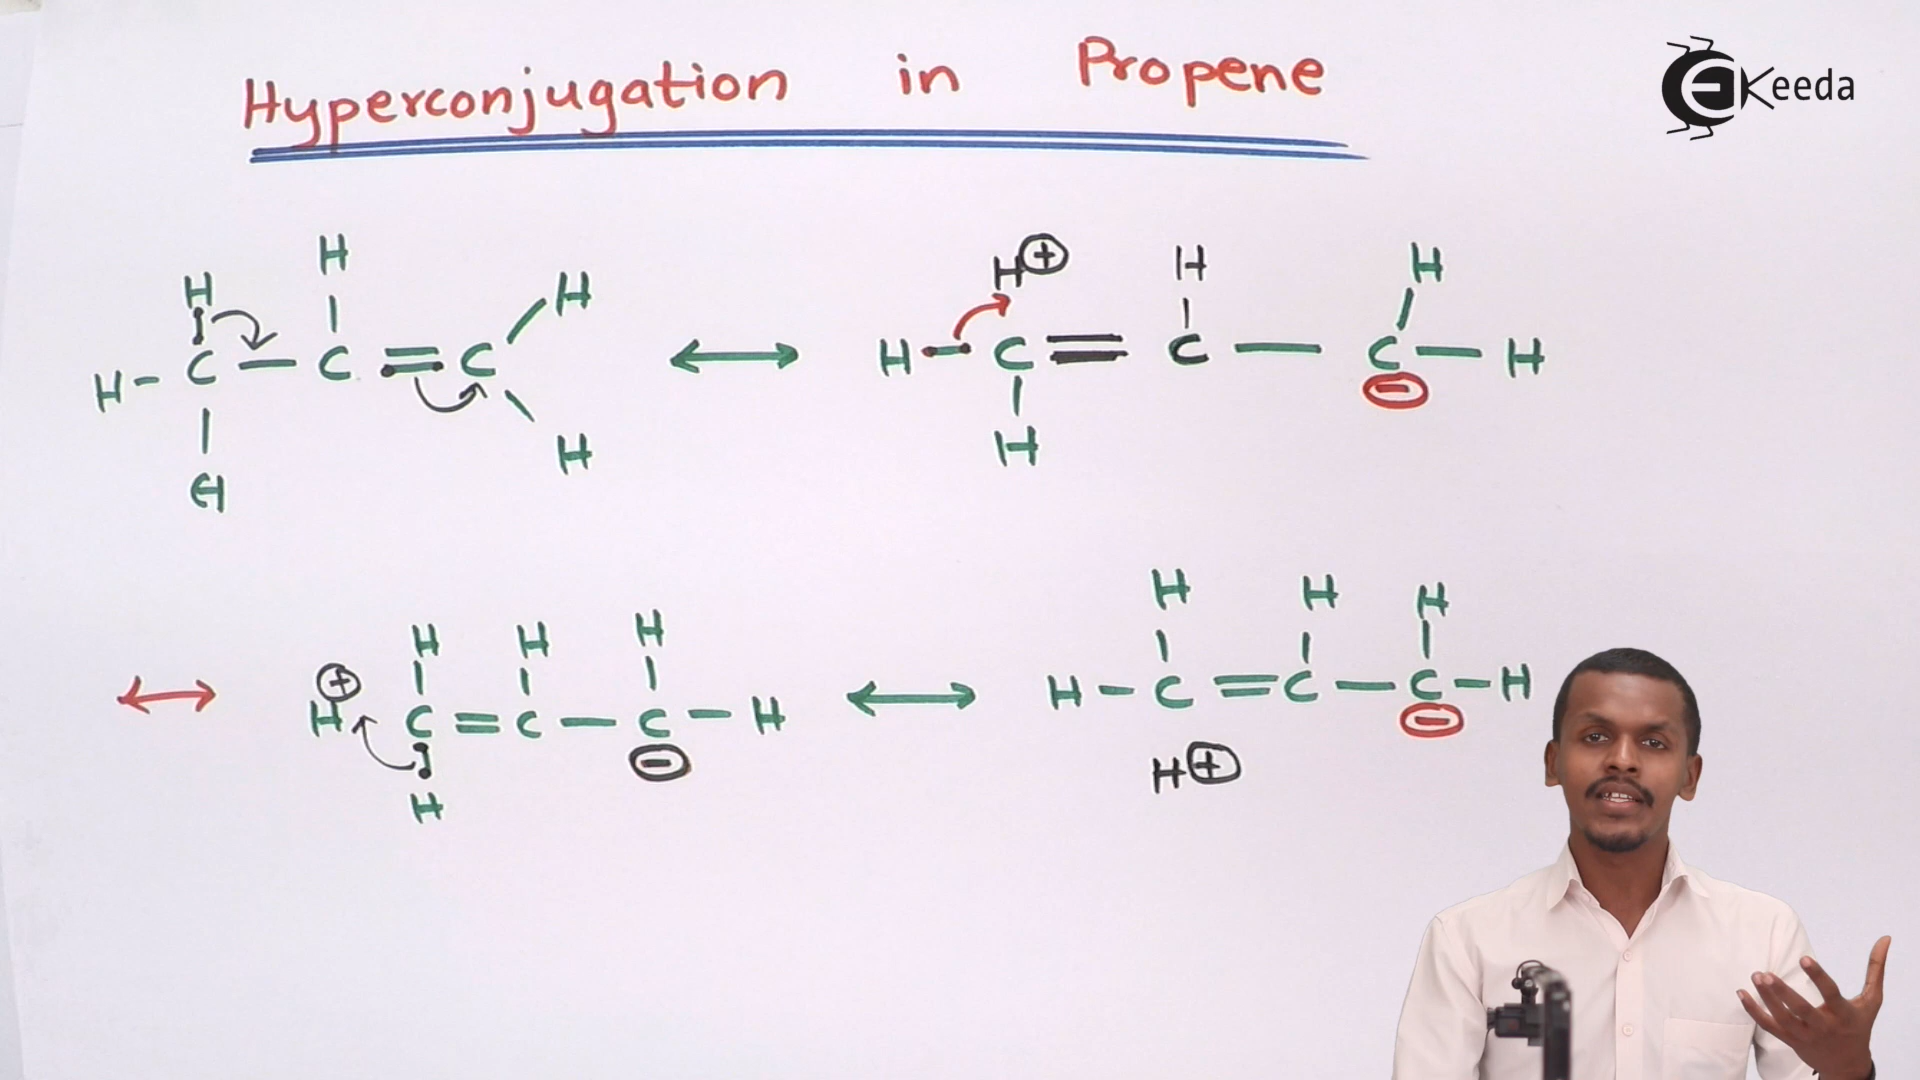 Hyperconjugation in Propene
Keeda
H H H H⊕ H H
H - C - C = C ↔ H - C = C - C - H
⊖
H H H
H H H H H H
⊕
↔ H C = C - C - H ↔ H - C = C - C - H
⊖ ⊖
H H⊕